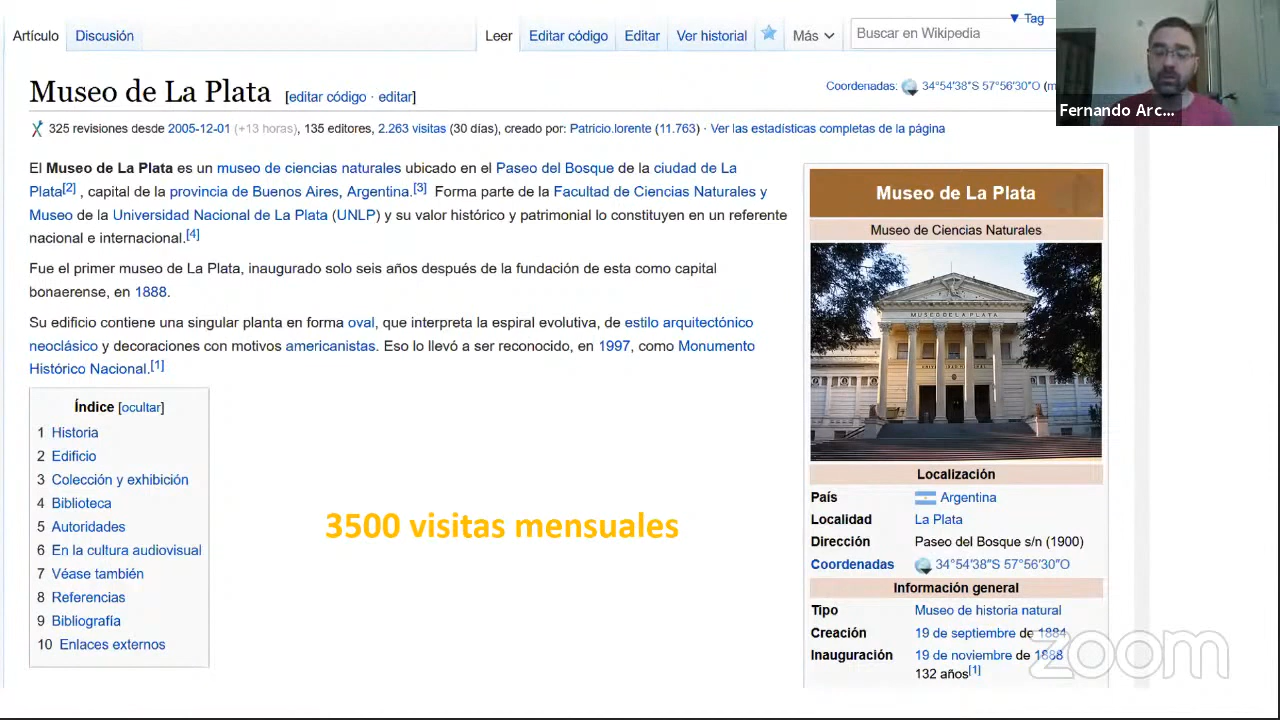 Artículo
Discusión
Leer
Editar código
Editar
Ver historial
Más
Buscar en Wikipedia
▼ Tag
Fernando Arc...
Museo de La Plata [editar código · editar]
Coordenadas: 34°54′38″S 57°56′30″O (m
325 revisiones desde 2005-12-01 (+13 horas), 135 editores, 2.263 visitas (30 días), creado por: Patricio.lorente (11.763) · Ver las estadísticas completas de la página
El Museo de La Plata es un museo de ciencias naturales ubicado en el Paseo del Bosque de la ciudad de La
Plata[2] , capital de la provincia de Buenos Aires, Argentina.[3] Forma parte de la Facultad de Ciencias Naturales y
Museo de la Universidad Nacional de La Plata (UNLP) y su valor histórico y patrimonial lo constituyen en un referente
nacional e internacional.[4]
Fue el primer museo de La Plata, inaugurado solo seis años después de la fundación de esta como capital
bonaerense, en 1888.
Su edificio contiene una singular planta en forma oval, que interpreta la espiral evolutiva, de estilo arquitectónico
neoclásico y decoraciones con motivos americanistas. Eso lo llevó a ser reconocido, en 1997, como Monumento
Histórico Nacional.[1]
Índice [ocultar]
1 Historia
2 Edificio
3 Colección y exhibición
4 Biblioteca
5 Autoridades
6 En la cultura audiovisual
7 Véase también
8 Referencias
9 Bibliografía
10 Enlaces externos
3500 visitas mensuales
Museo de La Plata
Museo de Ciencias Naturales
MUSEO DE LA PLATA
Localización
País Argentina
Localidad La Plata
Dirección Paseo del Bosque s/n (1900)
Coordenadas 34°54′38″S 57°56′30″O
Información general
Tipo Museo de historia natural
Creación 19 de septiembre de 1884
Inauguración 19 de noviembre de 1888
132 años[1]
zoom